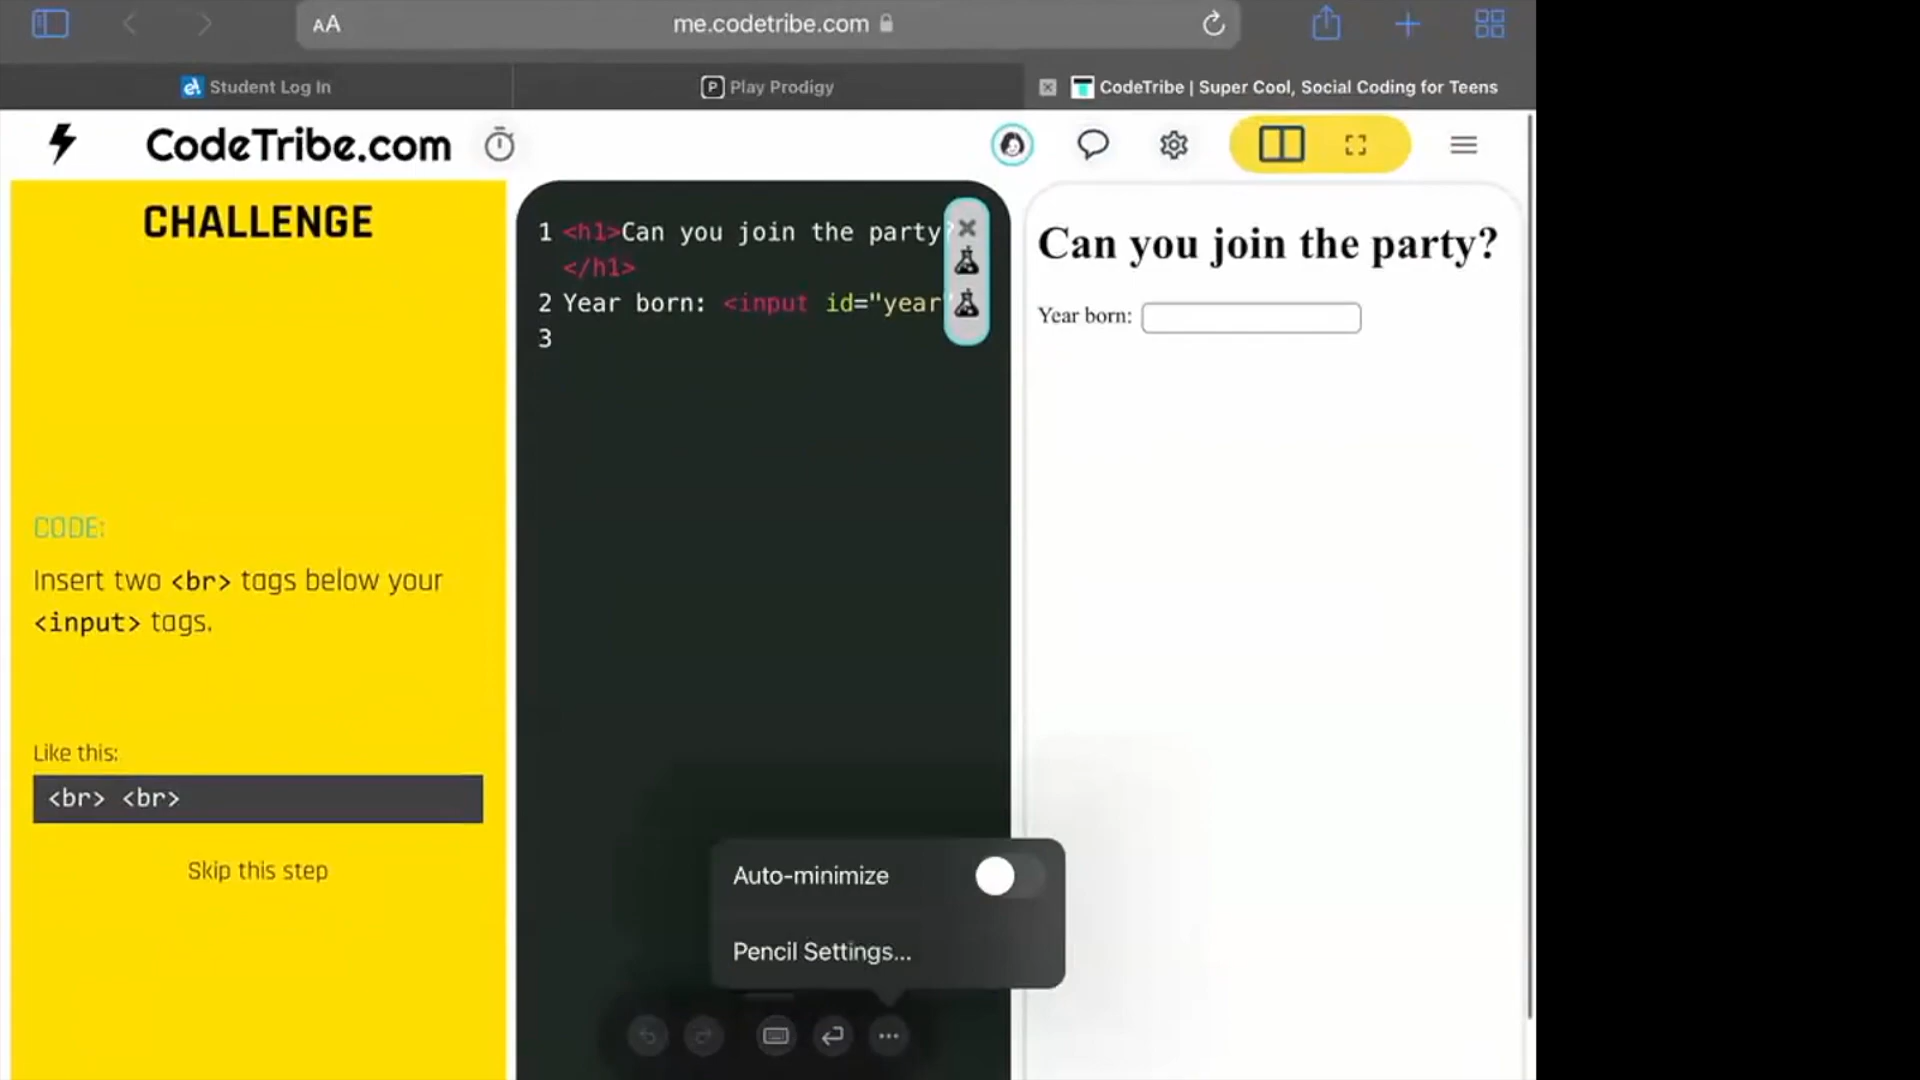 AA
me.codetribe.com
Student Log In
Play Prodigy
CodeTribe | Super Cool, Social Coding for Teens
CodeTribe.com
CHALLENGE
CODE:
Insert two <br> tags below your
<input> tags.
Like this:
<br> <br>
Skip this step
1 <h1>Can you join the party?
</h1>
2 Year born: <input id="year"
3
Can you join the party?
Year born:
Auto-minimize
Pencil Settings...